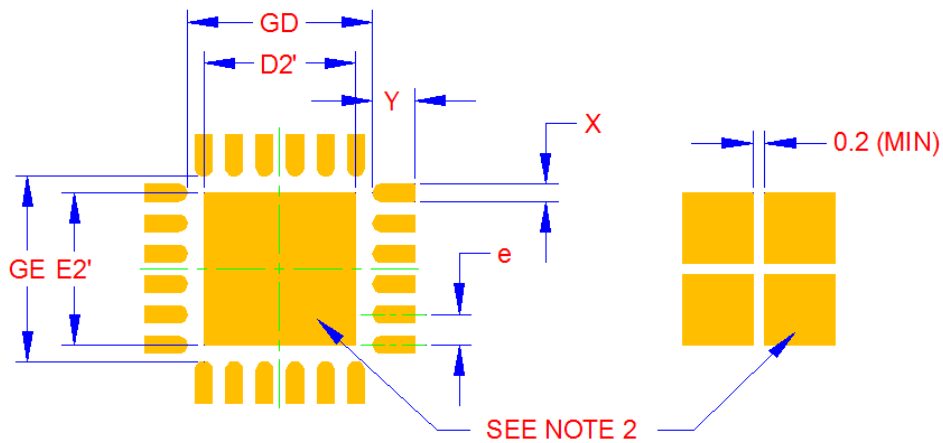 GD
D2'
Y
X
0.2 (MIN)
GE E2'
e
SEE NOTE 2